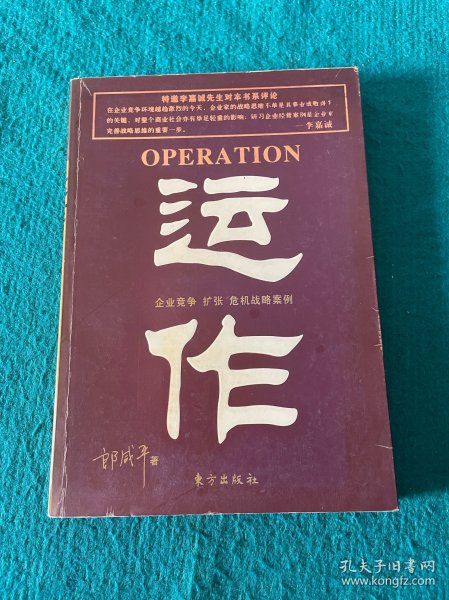 特邀李嘉诚先生对本书系评论
在企业竞争环境越趋激烈的今天，企业家的战略思维不单是其事业成败得失
的关键，对整个商业社会亦有举足轻重的影响，研习企业经营案例是企业家
完善战略思维的重要一步。
——李嘉诚
OPERATION
运
企业竞争 扩张 危机战略案例
作
郎咸平 著
东方出版社
孔夫子旧书网
www.kongfz.com